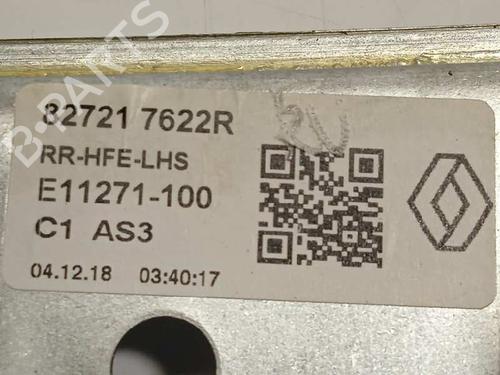 82721 7622R
RR-HFE-LHS
E11271-100
C1 AS3
04.12.18 03:40:17
B-PARTS